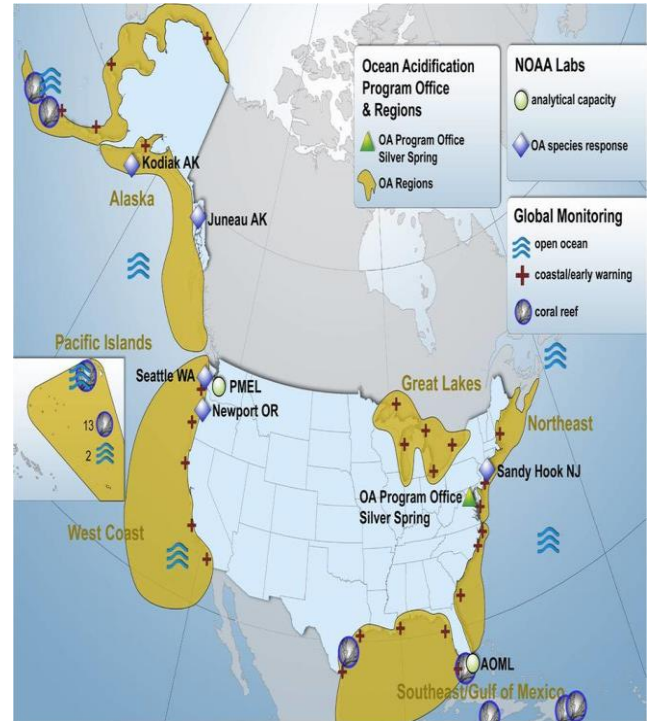 Ocean Acidification
Program Office
& Regions
OA Program Office
Silver Spring
OA Regions
NOAA Labs
analytical capacity
OA species response
Global Monitoring
open ocean
coastal/early warning
coral reef
Kodiak AK
Alaska
Juneau AK
Pacific Islands
13
2
Seattle WA
PMEL
Newport OR
West Coast
Great Lakes
Northeast
Sandy Hook NJ
OA Program Office
Silver Spring
AOML
Southeast/Gulf of Mexico